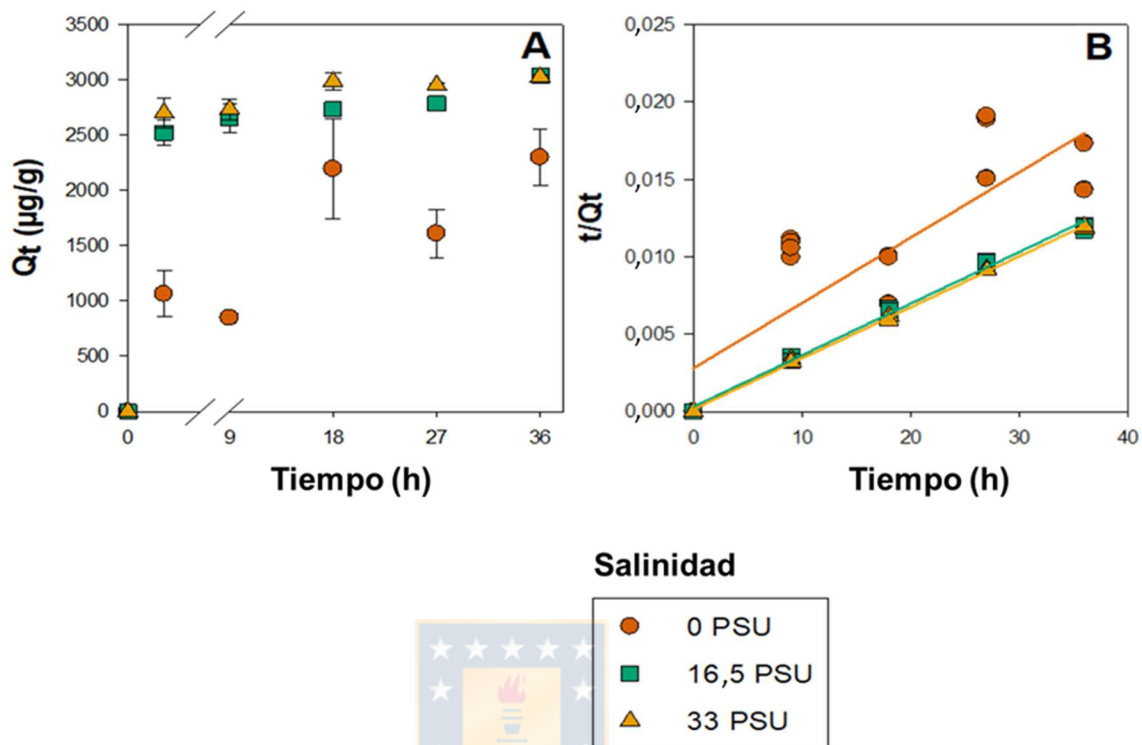 A
3500
3000
2500
2000
1500
1000
500
0
Qt (µg/g)
0 9 18 27 36
Tiempo (h)
B
0,025
0,020
0,015
0,010
0,005
0,000
t/Qt
0 10 20 30 40
Tiempo (h)
Salinidad
0 PSU
16,5 PSU
33 PSU